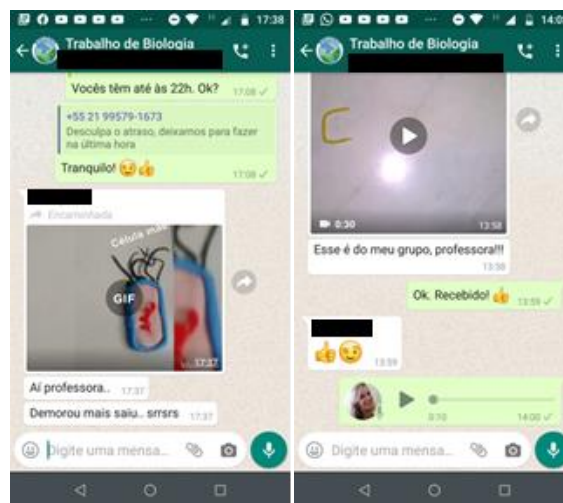 17:38
Trabalho de Biologia
Vocês têm até às 22h. Ok?
17:08
+55 21 99579-1673
Desculpa o atraso, deixamos para fazer
na última hora
Tranquilo!
17:08
Encaminhada
Célula mãe
GIF
17:37
Aí professora..
17:37
Demorou mais saiu.. srrsrs
17:37
Digite uma mensa...
Trabalho de Biologia
0:30
13:58
Esse é do meu grupo, professora!!!
13:58
Ok. Recebido!
13:59
13:59
0:10
14:00
Digite uma mensa...